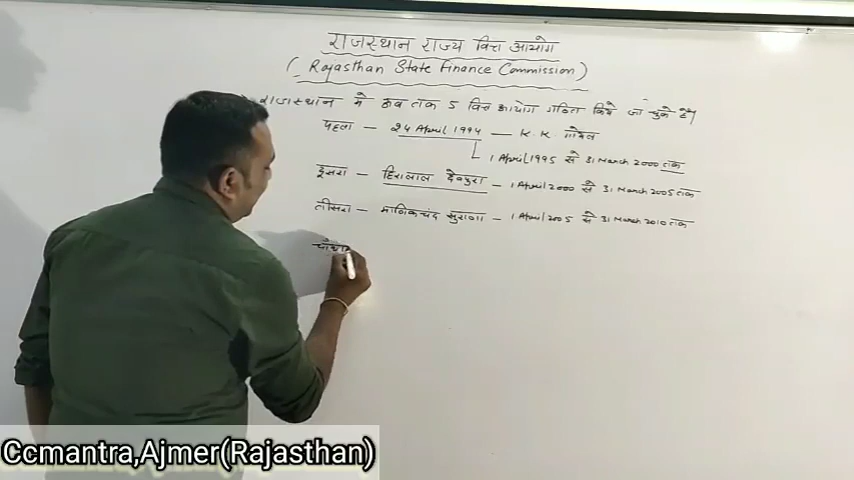 राजस्थान राज्य वित्त आयोग
( Rajasthan State Finance Commission )
राजस्थान में अब तक 5 वित्त आयोग गठित किये जा चुके है।
पहला – 24 April 1994 – K. K. गोयल
1 April 1995 से 31 March 2000 तक
दूसरा – हिरालाल देवपुरा – 1 April 2000 से 31 March 2005 तक
तीसरा – माणिकचंद सुराणा – 1 April 2005 से 31 March 2010 तक
चौथा
Ccmantra,Ajmer(Rajasthan)